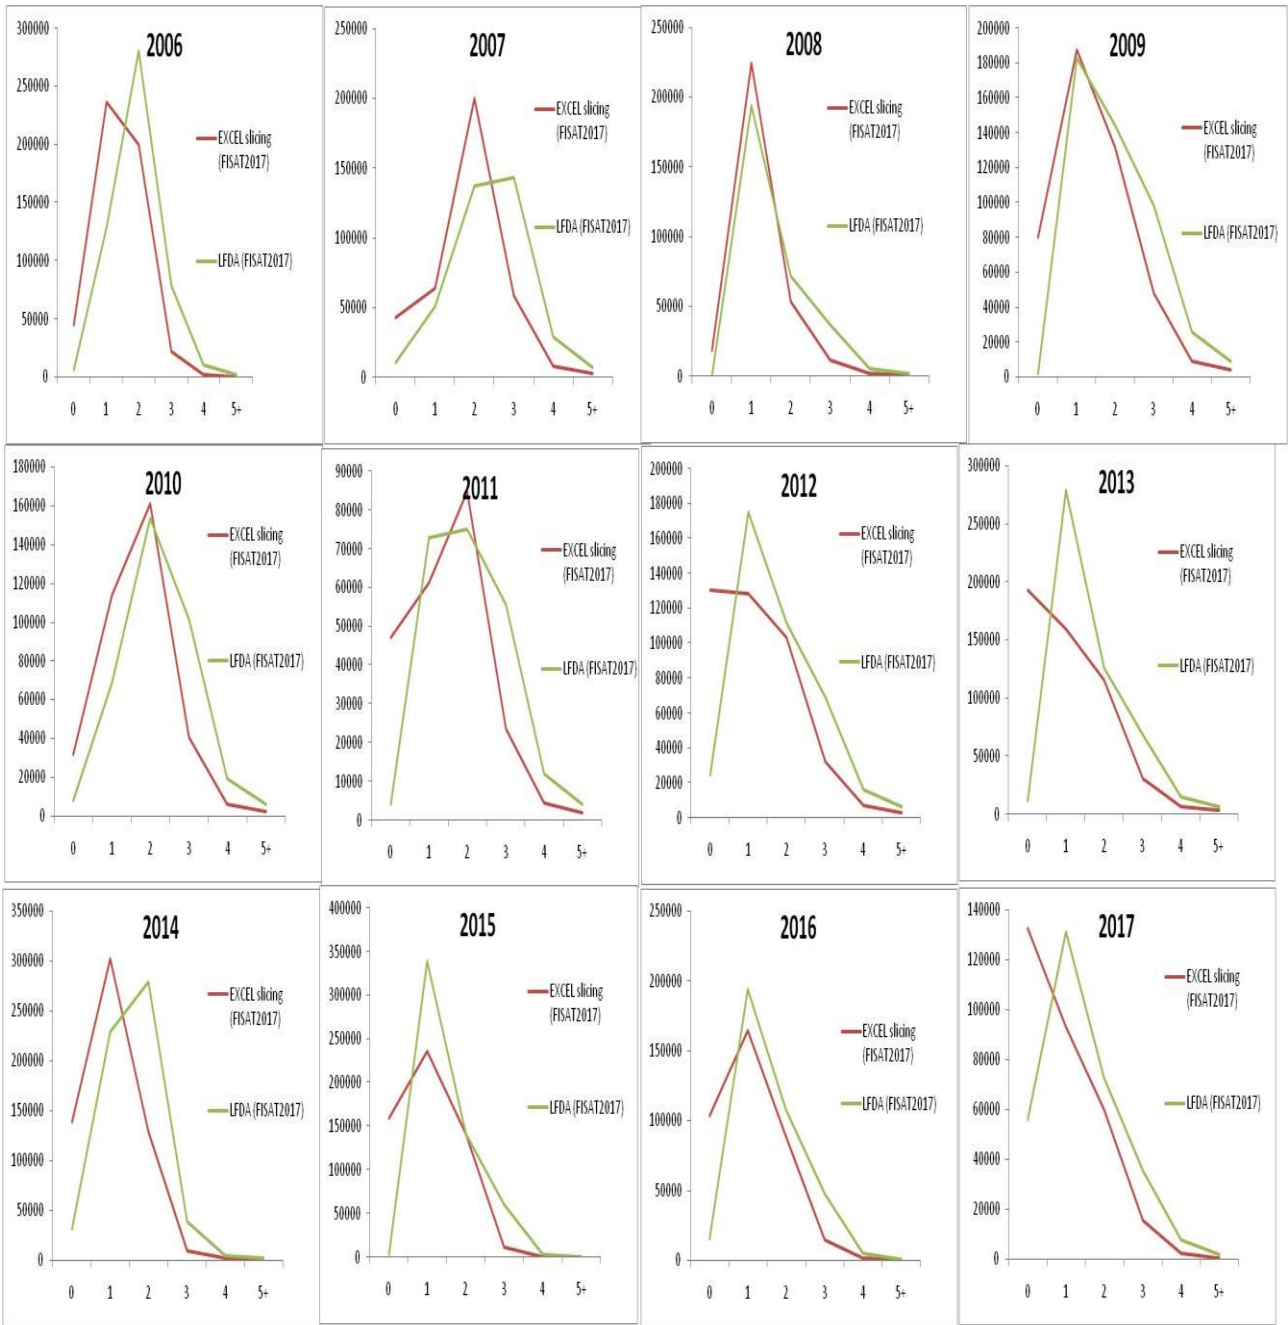 2006
300000
250000
200000
150000
100000
50000
0
0 1 2 3 4 5+
EXCEL slicing
(FISAT2017)
LFDA (FISAT2017)
2007
250000
200000
150000
100000
50000
0
0 1 2 3 4 5+
EXCEL slicing
(FISAT2017)
LFDA (FISAT2017)
2008
250000
200000
150000
100000
50000
0
0 1 2 3 4 5+
EXCEL slicing
(FISAT2017)
LFDA (FISAT2017)
2009
200000
180000
160000
140000
120000
100000
80000
60000
40000
20000
0
0 1 2 3 4 5+
EXCEL slicing
(FISAT2017)
LFDA (FISAT2017)
2010
180000
160000
140000
120000
100000
80000
60000
40000
20000
0
0 1 2 3 4 5+
EXCEL slicing
(FISAT2017)
LFDA (FISAT2017)
2011
90000
80000
70000
60000
50000
40000
30000
20000
10000
0
0 1 2 3 4 5+
EXCEL slicing
(FISAT2017)
LFDA (FISAT2017)
2012
200000
180000
160000
140000
120000
100000
80000
60000
40000
20000
0
0 1 2 3 4 5+
EXCEL slicing
(FISAT2017)
LFDA (FISAT2017)
2013
300000
250000
200000
150000
100000
50000
0
0 1 2 3 4 5+
EXCEL slicing
(FISAT2017)
LFDA (FISAT2017)
2014
350000
300000
250000
200000
150000
100000
50000
0
0 1 2 3 4 5+
EXCEL slicing
(FISAT2017)
LFDA (FISAT2017)
2015
400000
350000
300000
250000
200000
150000
100000
50000
0
0 1 2 3 4 5+
EXCEL slicing
(FISAT2017)
LFDA (FISAT2017)
2016
250000
200000
150000
100000
50000
0
0 1 2 3 4 5+
EXCEL slicing
(FISAT2017)
LFDA (FISAT2017)
2017
140000
120000
100000
80000
60000
40000
20000
0
0 1 2 3 4 5+
EXCEL slicing
(FISAT2017)
LFDA (FISAT2017)